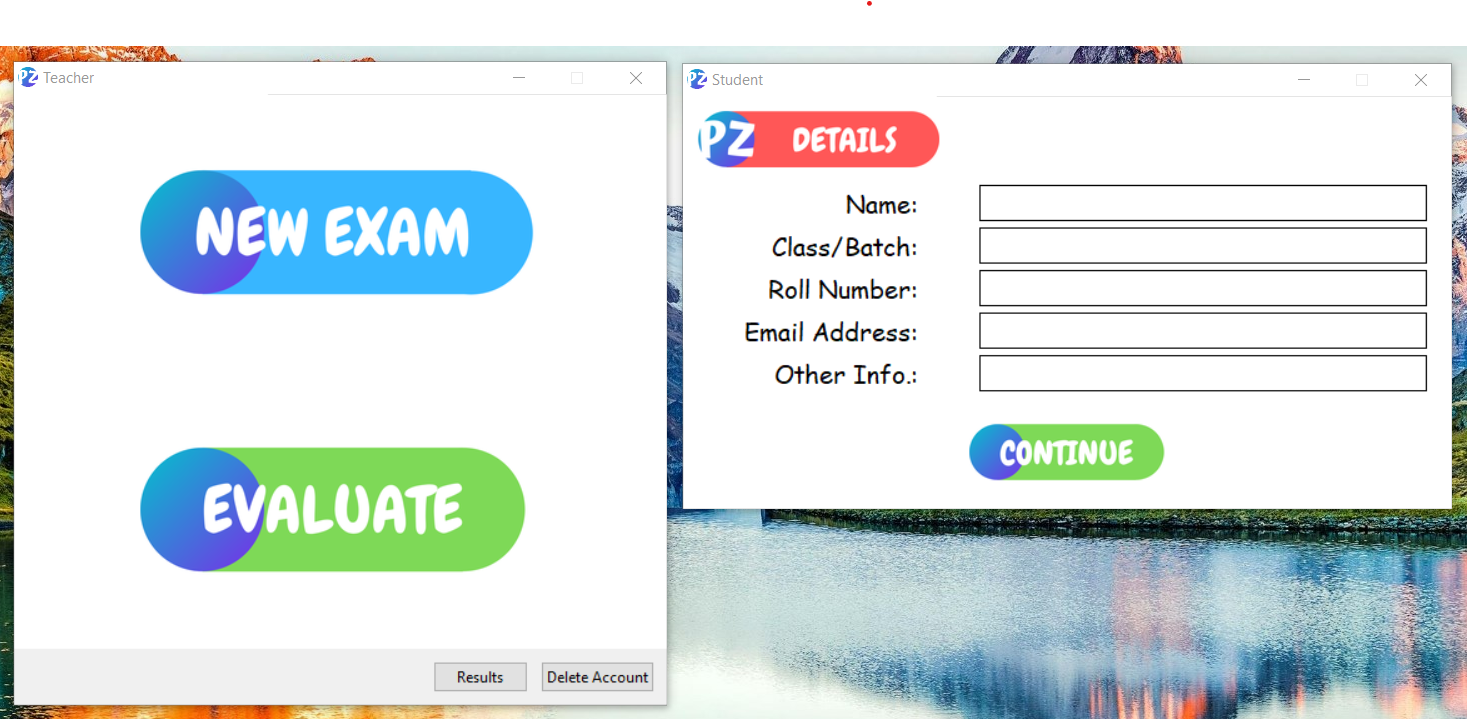 PZ Teacher
NEW EXAM
EVALUATE
Results
Delete Account
PZ Student
PZ DETAILS
Name:
Class/Batch:
Roll Number:
Email Address:
Other Info.:
CONTINUE